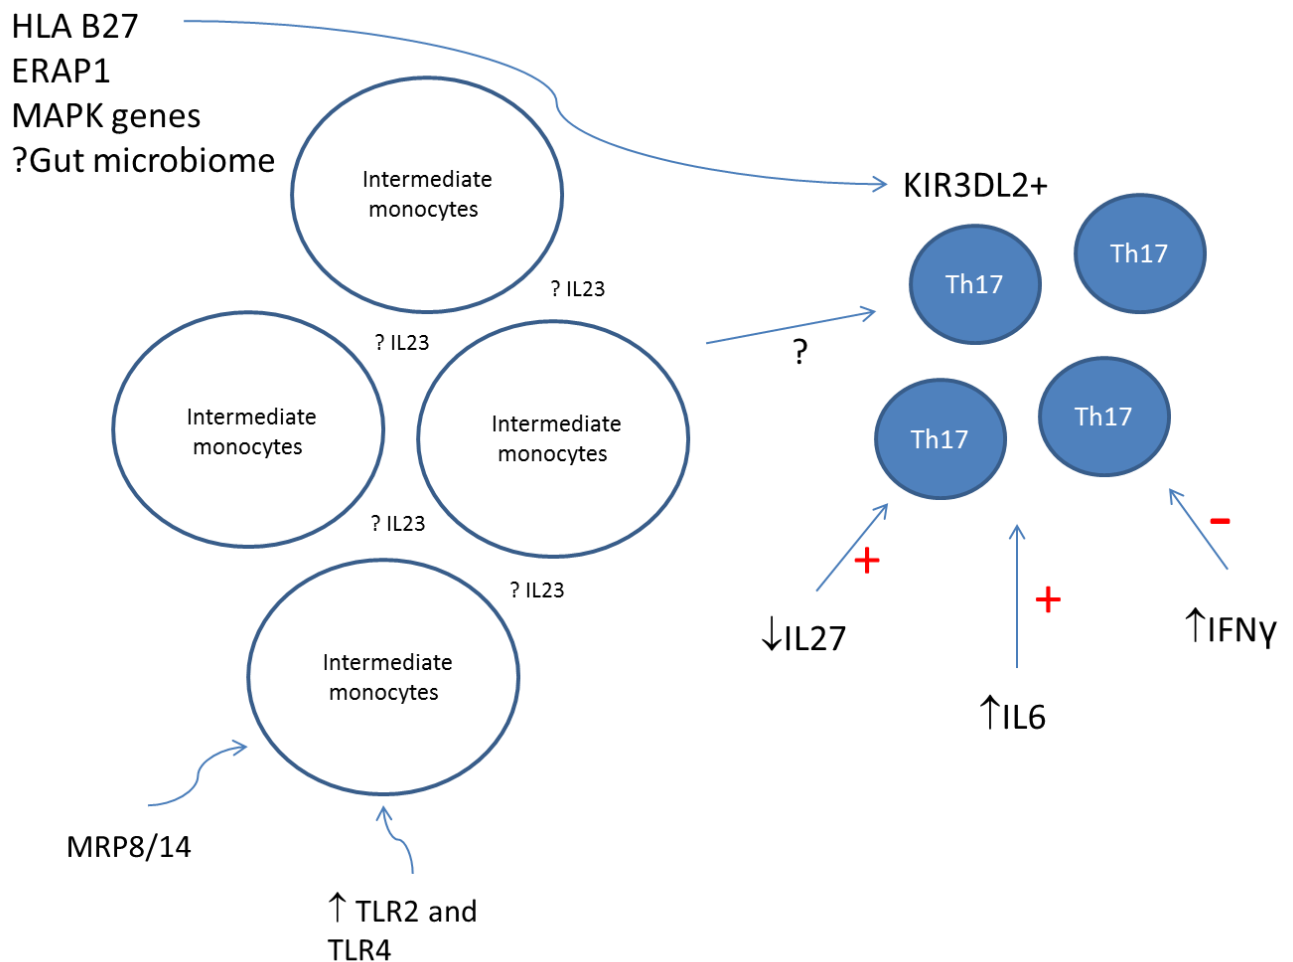 HLA B27
ERAP1
MAPK genes
?Gut microbiome
Intermediate
monocytes
KIR3DL2+
Th17
Th17
? IL23
? IL23
?
Intermediate
monocytes
Intermediate
monocytes
Th17
Th17
? IL23
? IL23
Intermediate
monocytes
+
-
+
↓IL27
↑IFNγ
↑IL6
MRP8/14
↑ TLR2 and
TLR4